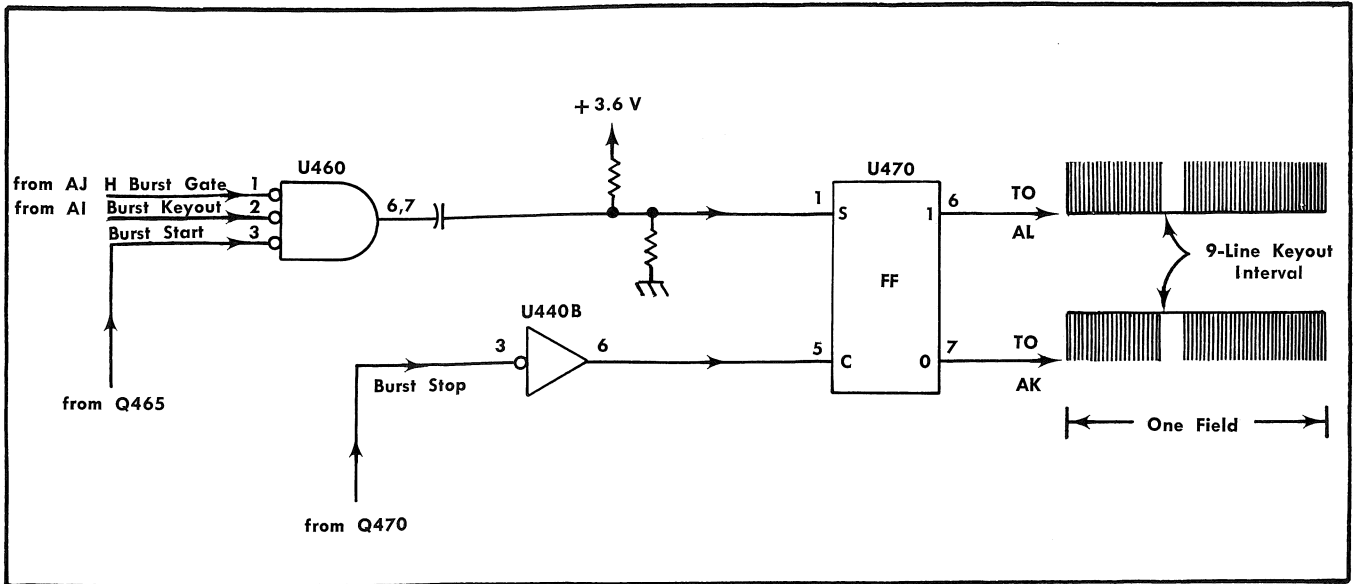 + 3.6 V
U460
U470
from AJ H Burst Gate 1
from AI Burst Keyout 2
Burst Start 3
6,7
1 S
1 6
TO
AL
9-Line Keyout
Interval
FF
U440B
3
6
5 C
0 7
TO
AK
Burst Stop
from Q465
One Field
from Q470